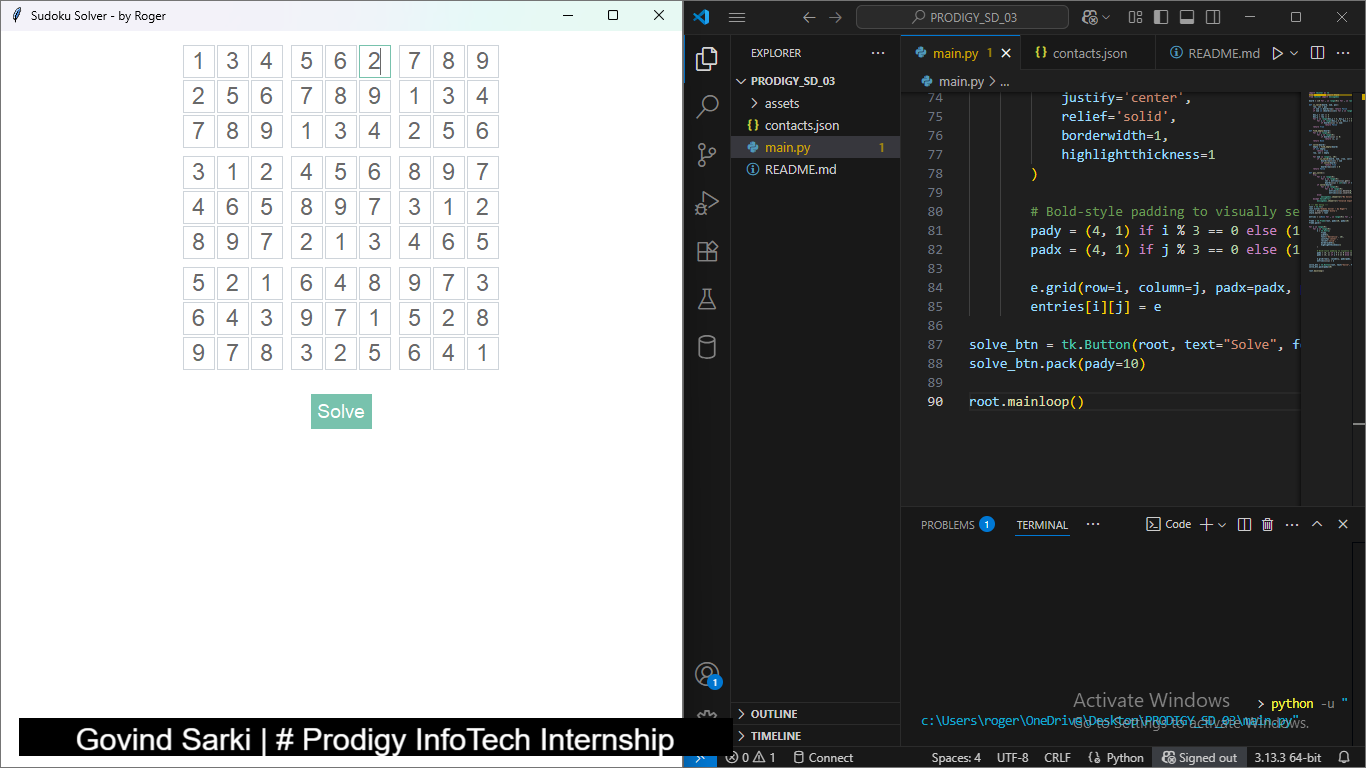 Sudoku Solver - by Roger
1 3 4 5 6 2 7 8 9
2 5 6 7 8 9 1 3 4
7 8 9 1 3 4 2 5 6
3 1 2 4 5 6 8 9 7
4 6 5 8 9 7 3 1 2
8 9 7 2 1 3 4 6 5
5 2 1 6 4 8 9 7 3
6 4 3 9 7 1 5 2 8
9 7 8 3 2 5 6 4 1
Solve
Govind Sarki | # Prodigy InfoTech Internship
PRODIGY_SD_03
EXPLORER
PRODIGY_SD_03
assets
contacts.json
main.py 1
README.md
OUTLINE
TIMELINE
main.py 1 contacts.json README.md
main.py > ...
74 justify='center',
75 relief='solid',
76 borderwidth=1,
77 highlightthickness=1
78 )
79
80 # Bold-style padding to visually se
81 pady = (4, 1) if i % 3 == 0 else (1
82 padx = (4, 1) if j % 3 == 0 else (1
83
84 e.grid(row=i, column=j, padx=padx,
85 entries[i][j] = e
86
87 solve_btn = tk.Button(root, text="Solve", f
88 solve_btn.pack(pady=10)
89
90 root.mainloop()
PROBLEMS 1 TERMINAL Code
Activate Windows
Go to Settings to activate Windows.
> python -u "
c:\Users\roger\OneDrive\Desktop\PRODIGY_SD_03\main.py"
1
0 1 Connect Spaces: 4 UTF-8 CRLF Python Signed out 3.13.3 64-bit